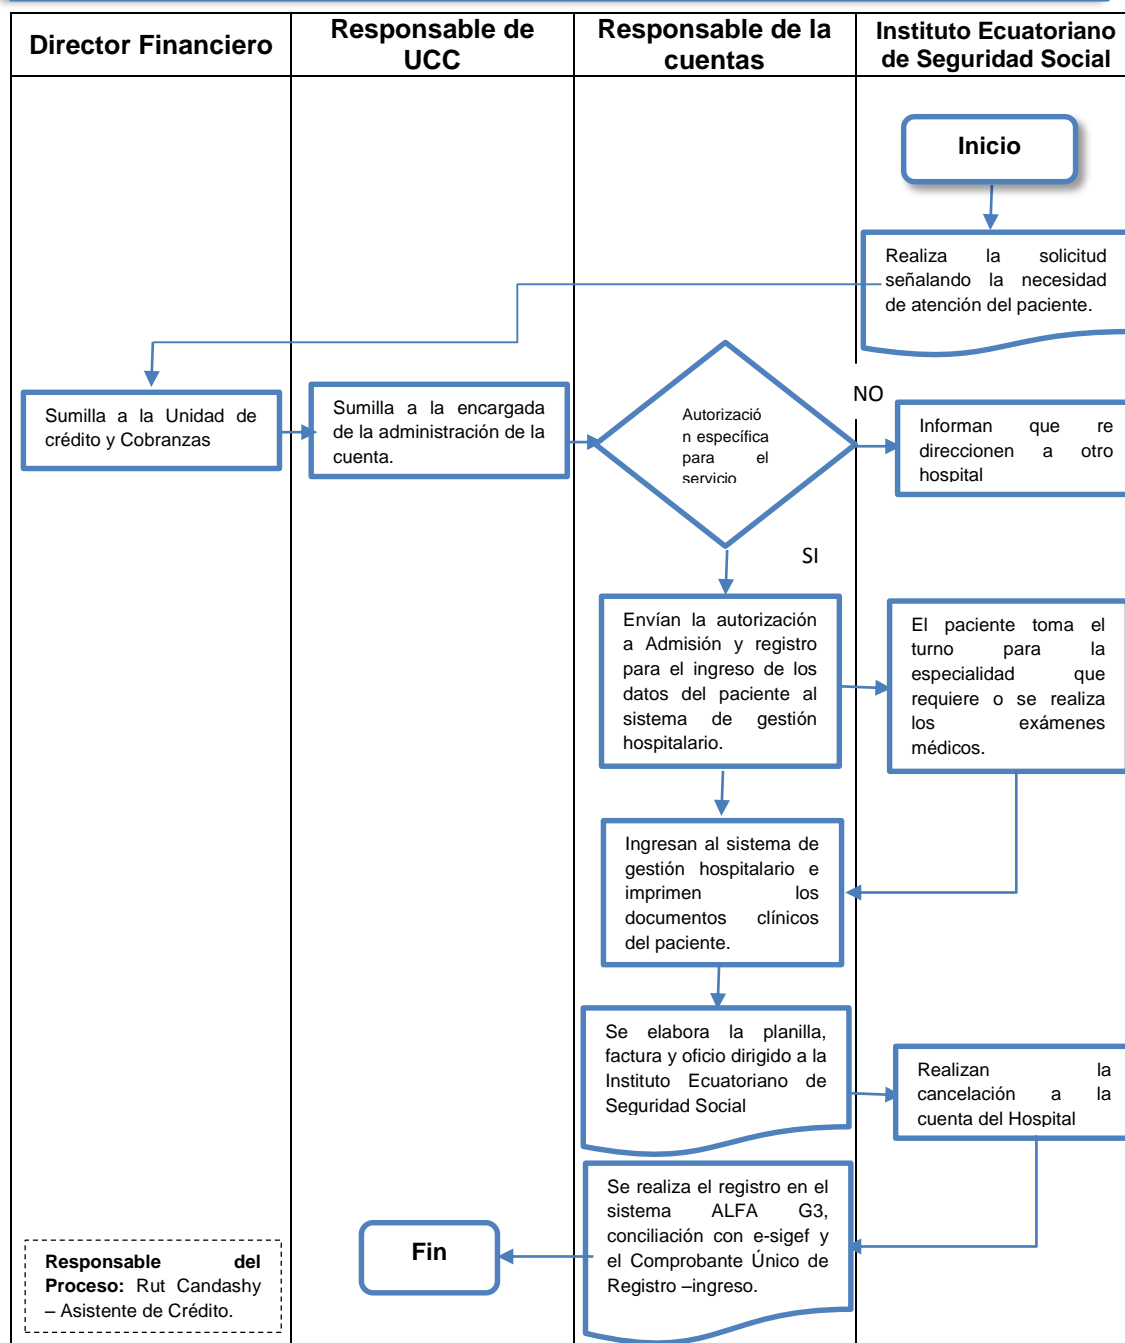 Director Financiero
Responsable de
UCC
Responsable de la
cuentas
Instituto Ecuatoriano
de Seguridad Social
Inicio
Realiza la solicitud
señalando la necesidad
de atención del paciente.
Sumilla a la Unidad de
crédito y Cobranzas
Sumilla a la encargada
de la administración de la
cuenta.
Autorizació
n específica
para el
servicio
NO
Informan que re
direccionen a otro
hospital
SI
Envían la autorización
a Admisión y registro
para el ingreso de los
datos del paciente al
sistema de gestión
hospitalario.
El paciente toma el
turno para la
especialidad que
requiere o se realiza
los exámenes
médicos.
Ingresan al sistema de
gestión hospitalario e
imprimen los
documentos clínicos
del paciente.
Se elabora la planilla,
factura y oficio dirigido a la
Instituto Ecuatoriano de
Seguridad Social
Realizan la
cancelación a la
cuenta del Hospital
Se realiza el registro en el
sistema ALFA G3,
conciliación con e-sigef y
el Comprobante Único de
Registro –ingreso.
Fin
Responsable del
Proceso: Rut Candashy
– Asistente de Crédito.